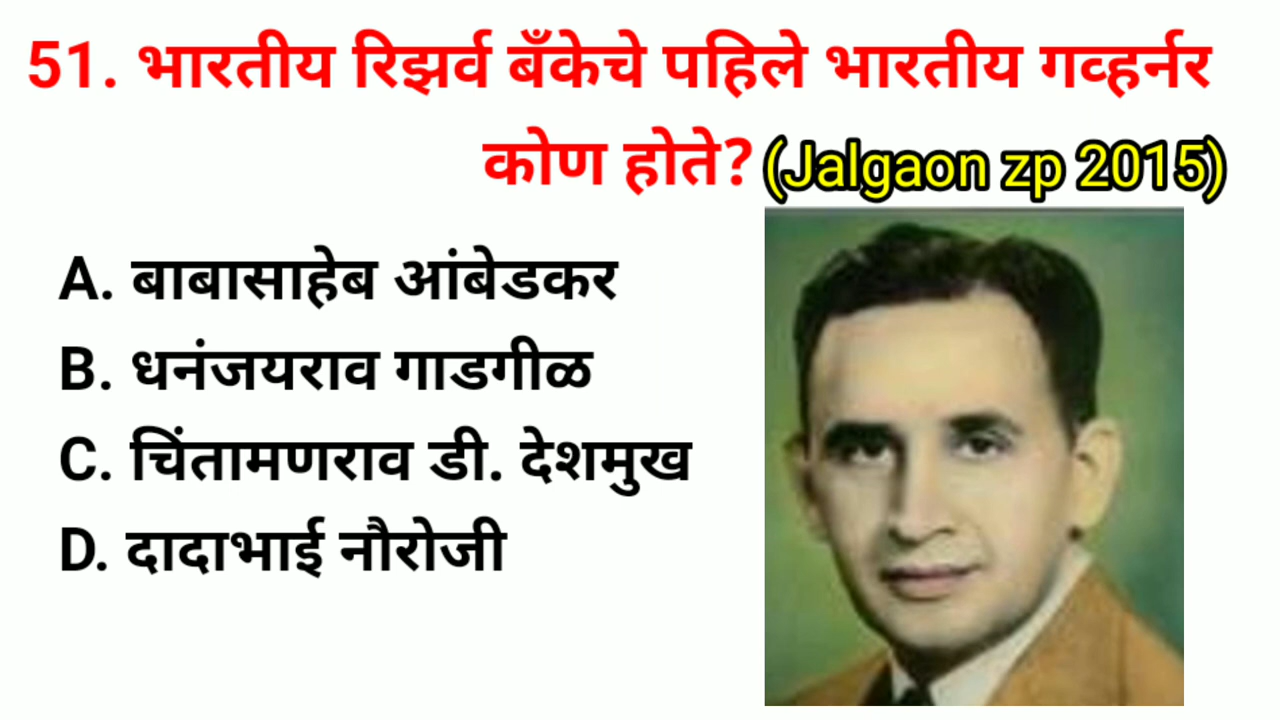 51. भारतीय रिझर्व बँकेचे पहिले भारतीय गव्हर्नर
कोण होते? (Jalgaon zp 2015)
A. बाबासाहेब आंबेडकर
B. धनंजयराव गाडगीळ
C. चिंतामणराव डी. देशमुख
D. दादाभाई नौरोजी